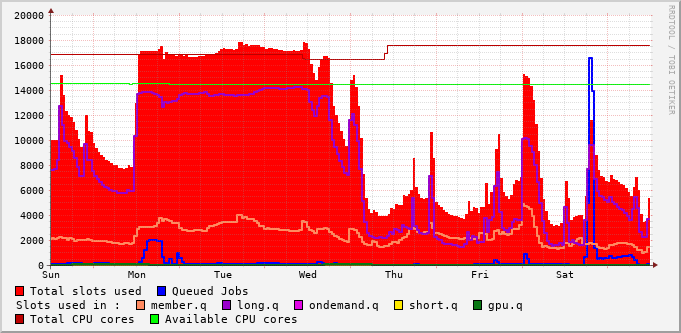 20000
18000
16000
14000
12000
10000
8000
6000
4000
2000
0
Sun Mon Tue Wed Thu Fri Sat
RRDTOOL / TOBI OETIKER
Total slots used Queued Jobs
Slots used in : member.q long.q ondemand.q short.q gpu.q
Total CPU cores Available CPU cores